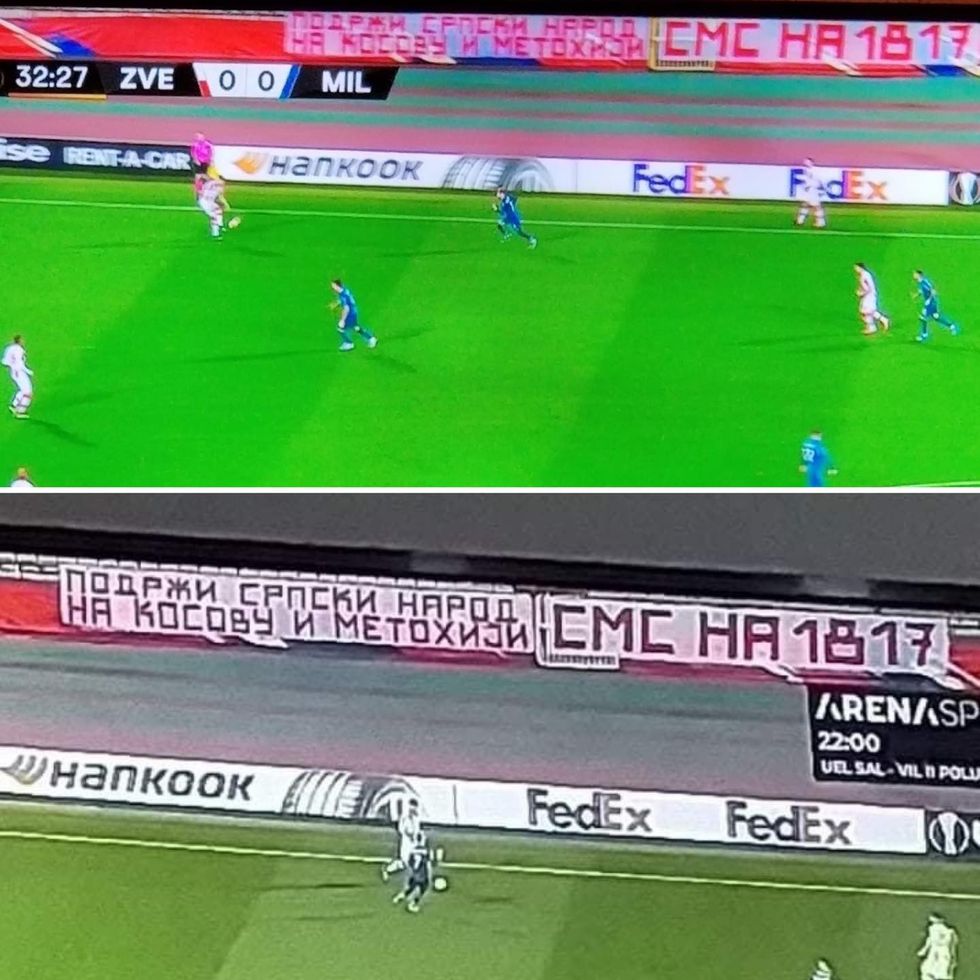 ПОДРЖИ СРПСКИ НАРОД
НА КОСОВУ И МЕТОХИЈИ
СМС НА 1817
32:27 ZVE 0 0 MIL
RENT-A-CAR
HANKOOK
FedEx
FedEx
ПОДРЖИ СРПСКИ НАРОД
НА КОСОВУ И МЕТОХИЈИ
СМС НА 1817
ARENA SP
22:00
UEL SAL - VIL II POLU
HANKOOK
FedEx
FedEx